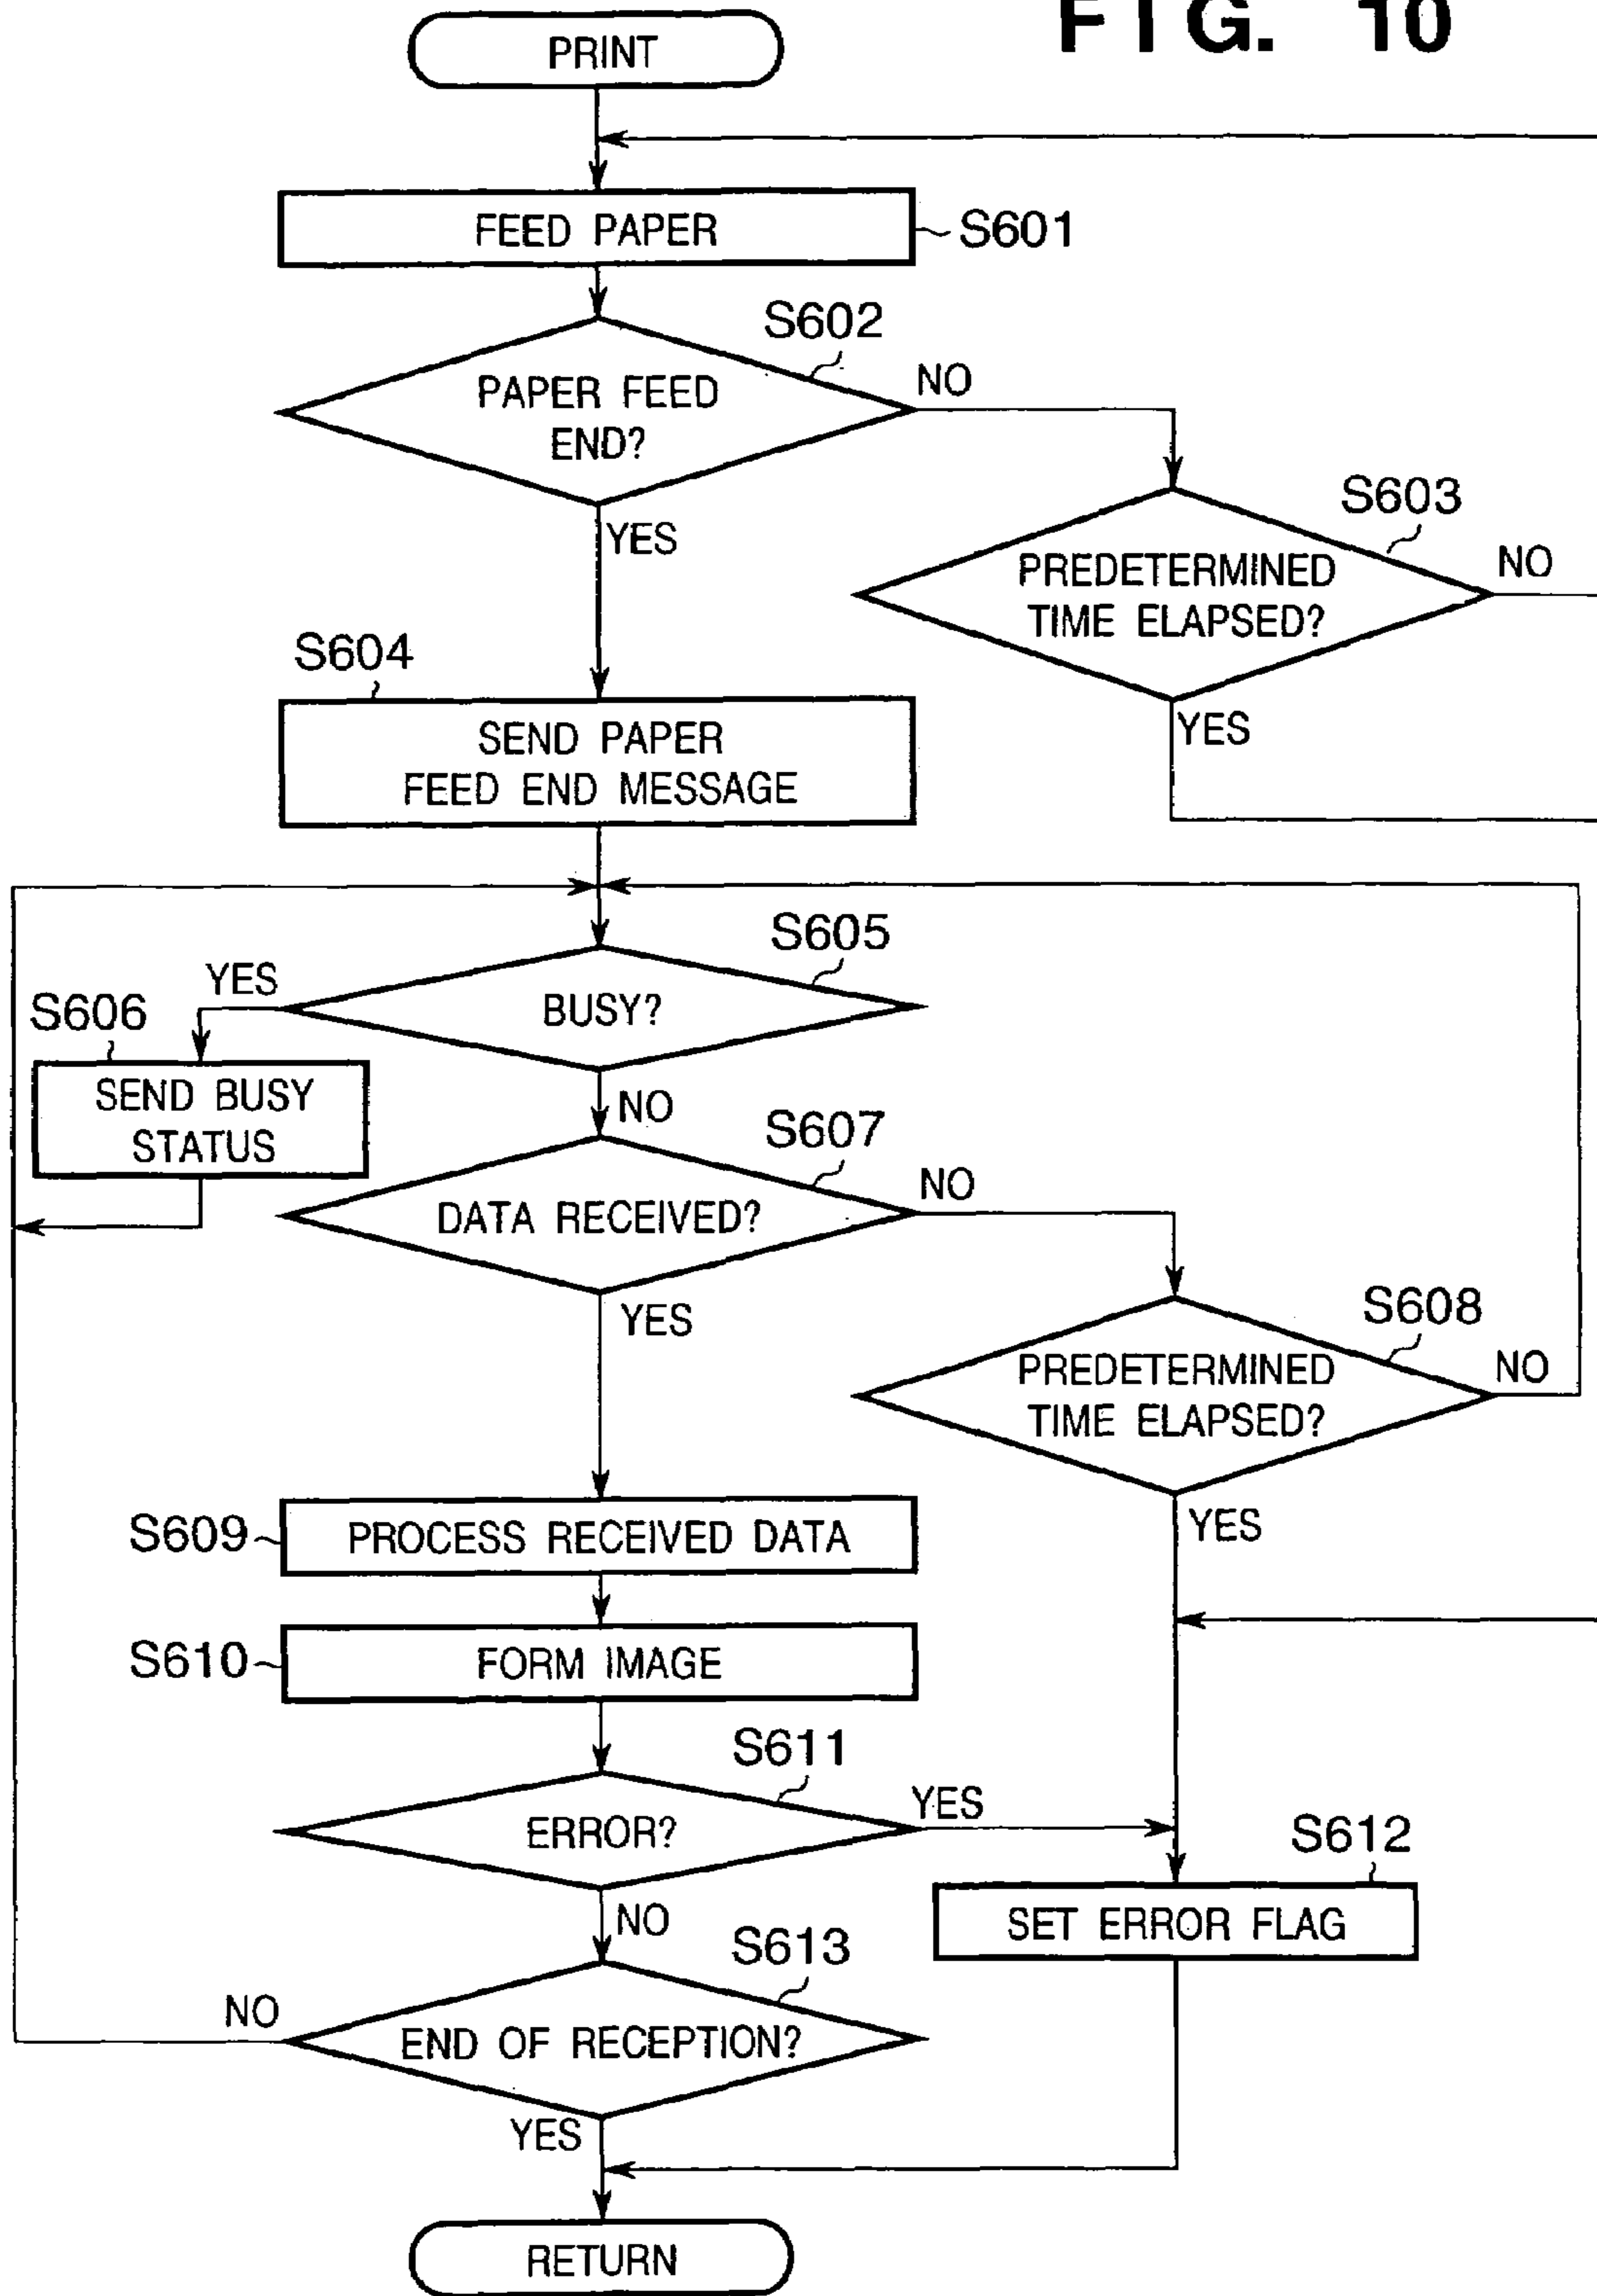 FIG. 10
PRINT
FEED PAPER
S601
S602
PAPER FEED
END?
NO
YES
S603
PREDETERMINED
TIME ELAPSED?
NO
YES
S604
SEND PAPER
FEED END MESSAGE
S605
BUSY?
YES
NO
S606
SEND BUSY
STATUS
S607
DATA RECEIVED?
NO
YES
S608
PREDETERMINED
TIME ELAPSED?
NO
YES
S609
PROCESS RECEIVED DATA
S610
FORM IMAGE
S611
ERROR?
YES
NO
S612
SET ERROR FLAG
S613
END OF RECEPTION?
NO
YES
RETURN